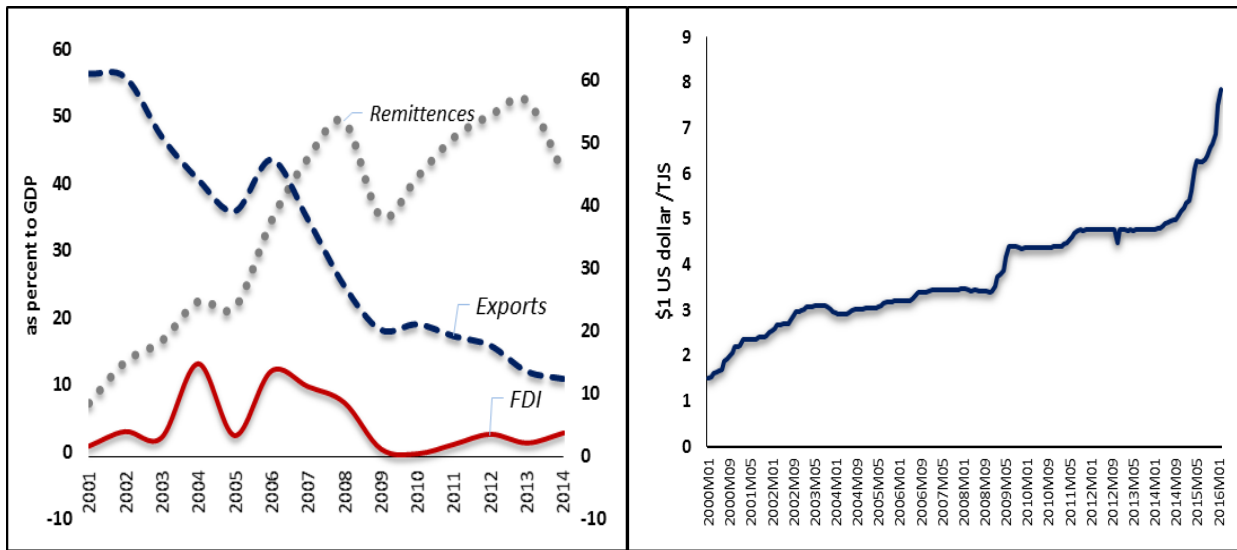 as percent to GDP
60
50
40
30
20
10
0
-10
60
50
40
30
20
10
0
-10
Remittences
Exports
FDI
2001
2002
2003
2004
2005
2006
2007
2008
2009
2010
2011
2012
2013
2014
$1 US dollar /TJS
9
8
7
6
5
4
3
2
1
0
2000M01
2000M09
2001M05
2002M01
2002M09
2003M05
2004M01
2004M09
2005M05
2006M01
2006M09
2007M05
2008M01
2008M09
2009M05
2010M01
2010M09
2011M05
2012M01
2012M09
2013M05
2014M01
2014M09
2015M05
2016M01